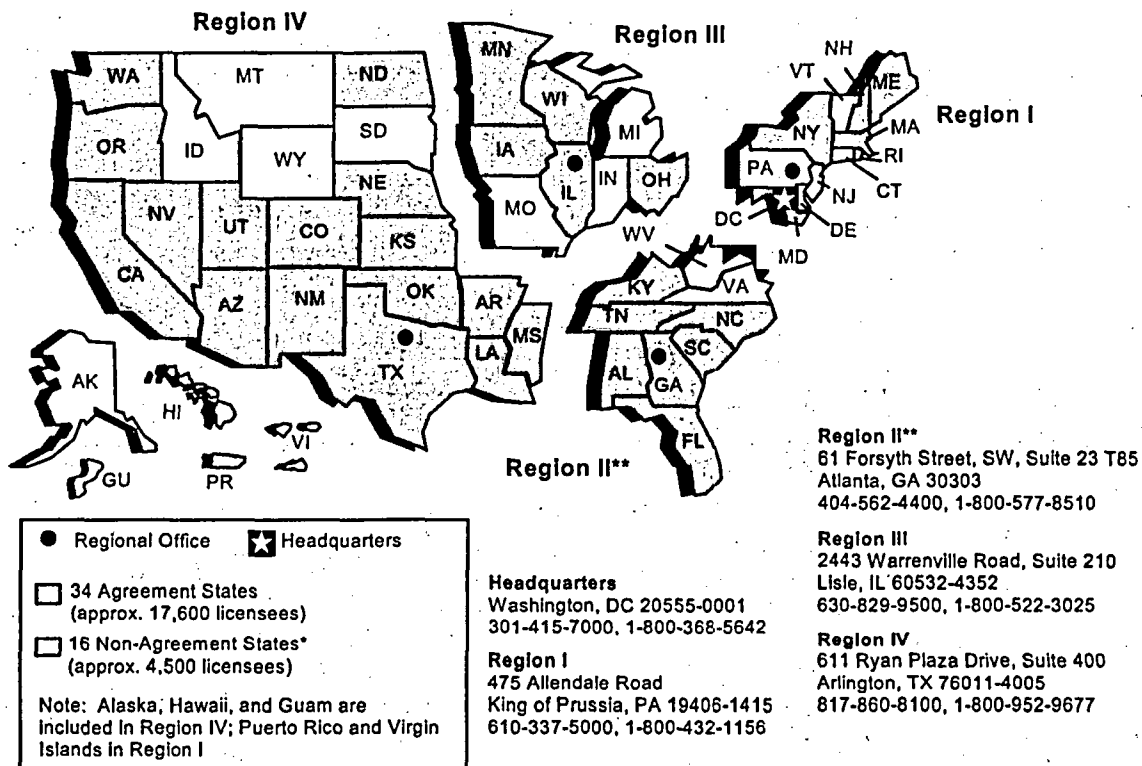 Region IV
Region III
Region I
WA
MT
ND
OR
ID
SD
WY
NE
NV
UT
CO
KS
CA
AZ
NM
OK
TX
AR
LA
MS
AK
HI
GU
PR
VI
MN
WI
MI
IA
IL
IN
OH
MO
NH
VT
ME
NY
MA
RI
CT
PA
NJ
DE
DC
MD
WV
KY
VA
TN
NC
SC
AL
GA
FL
Region II**
Regional Office
Headquarters
34 Agreement States
(approx. 17,600 licensees)
16 Non-Agreement States*
(approx. 4,500 licensees)
Note: Alaska, Hawaii, and Guam are
included in Region IV; Puerto Rico and Virgin
Islands in Region I
Headquarters
Washington, DC 20555-0001
301-415-7000, 1-800-368-5642
Region I
475 Allendale Road
King of Prussia, PA 19406-1415
610-337-5000, 1-800-432-1156
Region II**
61 Forsyth Street, SW, Suite 23 T85
Atlanta, GA 30303
404-562-4400, 1-800-577-8510
Region III
2443 Warrenville Road, Suite 210
Lisle, IL 60532-4352
630-829-9500, 1-800-522-3025
Region IV
611 Ryan Plaza Drive, Suite 400
Arlington, TX 76011-4005
817-860-8100, 1-800-952-9677